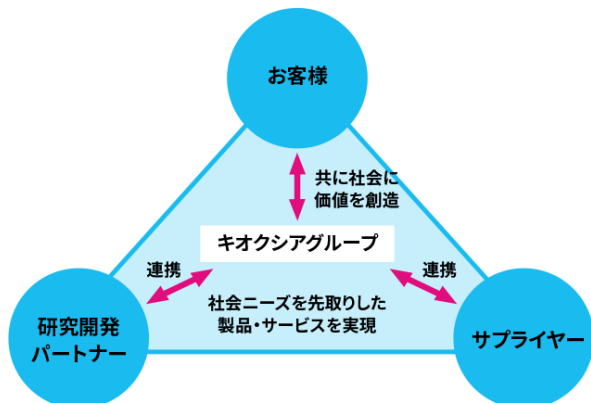 お客様
共に社会に
価値を創造
キオクシアグループ
連携
連携
社会ニーズを先取りした
製品・サービスを実現
研究開発
パートナー
サプライヤー